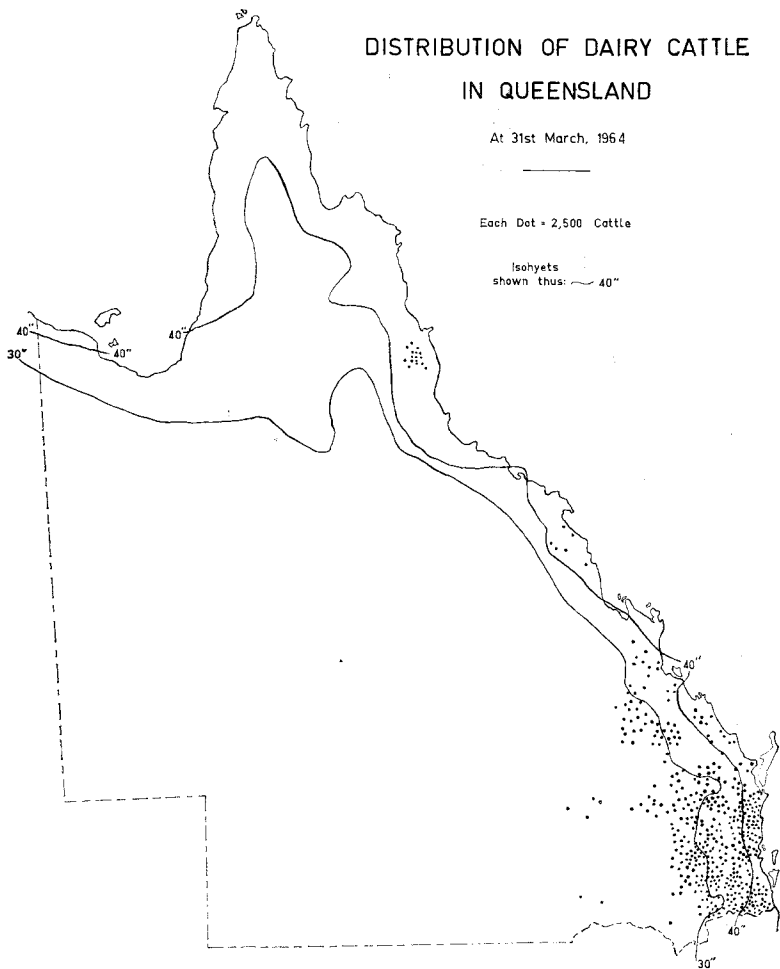 DISTRIBUTION OF DAIRY CATTLE
IN QUEENSLAND
At 31st March, 1964
Each Dot = 2,500 Cattle
Isohyets
shown thus: 40"
40"
40"
40"
30"
40"
40"
30"